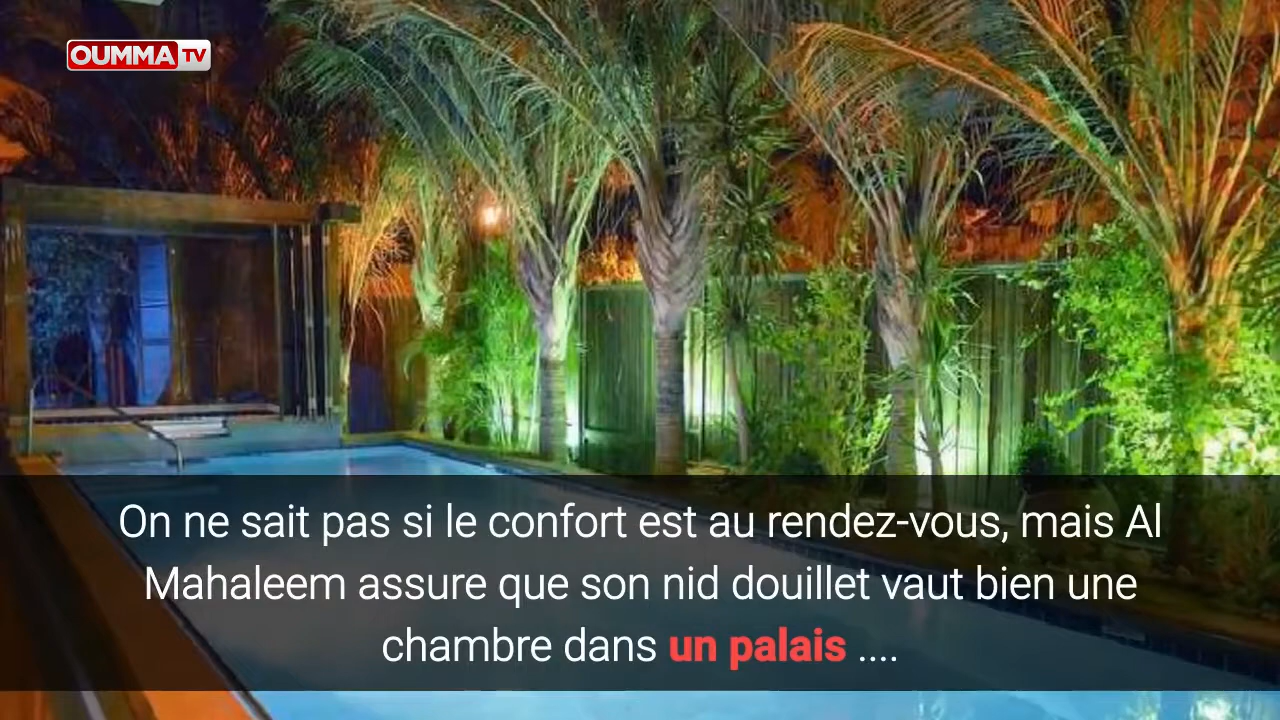 OUMMA TV
On ne sait pas si le confort est au rendez-vous, mais Al
Mahaleem assure que son nid douillet vaut bien une
chambre dans un palais ....